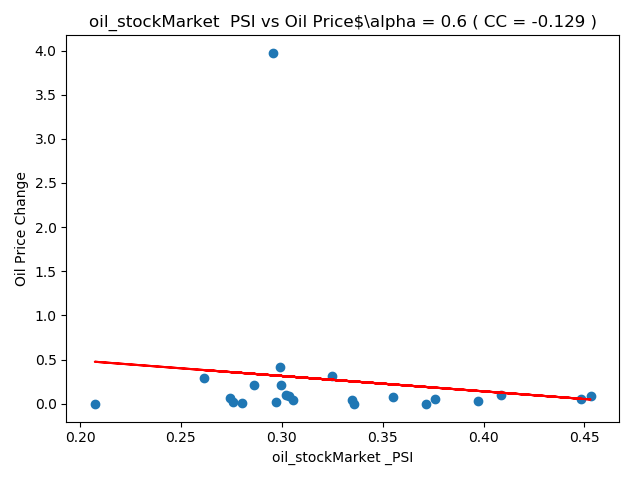 oil_stockMarket  PSI vs Oil Price$\alpha = 0.6 ( CC = -0.129 )
4.0
3.5
3.0
2.5
2.0
1.5
1.0
0.5
0.0
Oil Price Change
0.20 0.25 0.30 0.35 0.40 0.45
oil_stockMarket _PSI